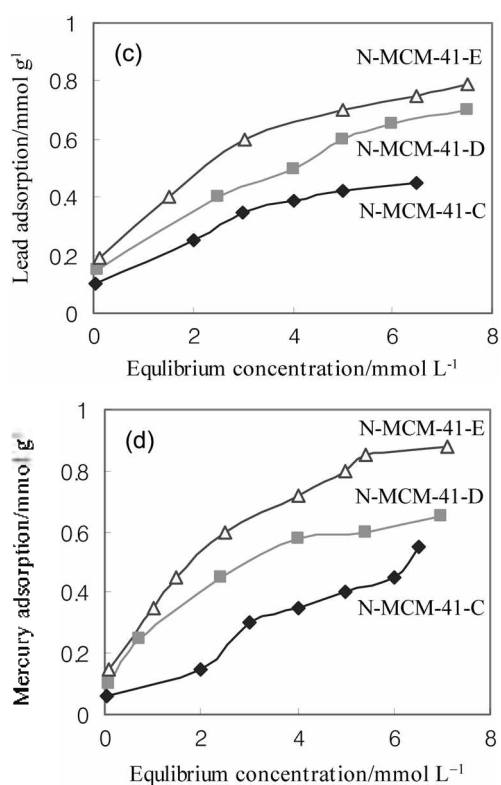 1
(c)
N-MCM-41-E
0.8
N-MCM-41-D
0.6
N-MCM-41-C
0.4
0.2
0
Lead adsorption/mmol g¹
0 2 4 6 8
Equlibrium concentration/mmol L⁻¹
1
(d)
N-MCM-41-E
0.8
N-MCM-41-D
0.6
N-MCM-41-C
0.4
0.2
0
Mercury adsorption/mmol g
0 2 4 6 8
Equlibrium concentration/mmol L⁻¹